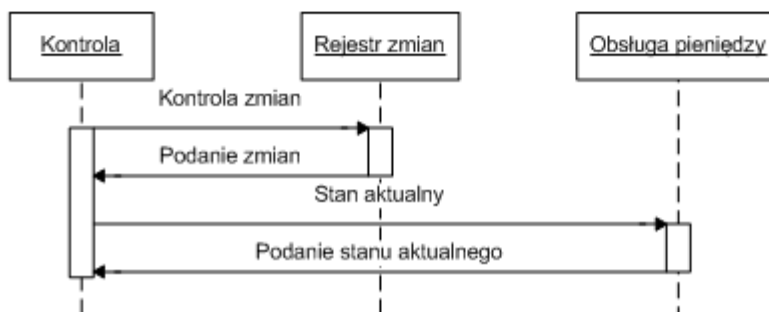 Kontrola
Rejestr zmian
Obsługa pieniędzy
Kontrola zmian
Podanie zmian
Stan aktualny
Podanie stanu aktualnego